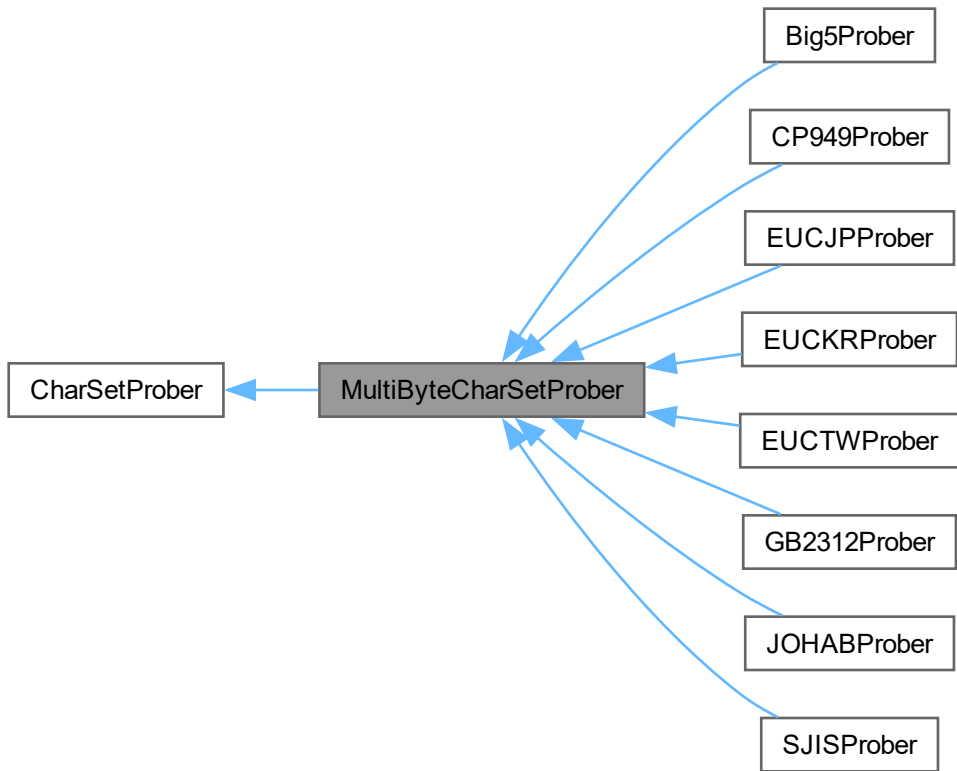 Big5Prober
CP949Prober
EUCJPProber
EUCKRProber
CharSetProber
MultiByteCharSetProber
EUCTWProber
GB2312Prober
JOHABProber
SJISProber